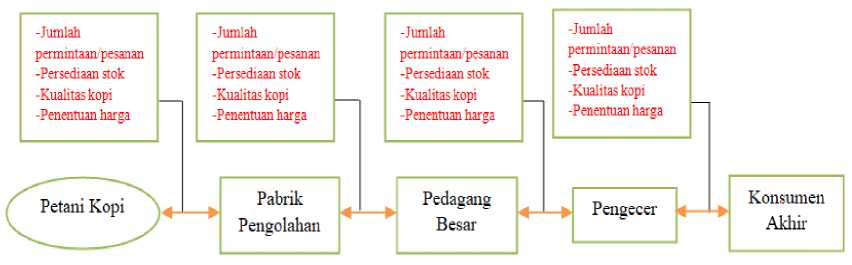 -Jumlah
permintaan/pesanan
-Persediaan stok
-Kualitas kopi
-Penentuan harga
-Jumlah
permintaan/pesanan
-Persediaan stok
-Kualitas kopi
-Penentuan harga
-Jumlah
permintaan/pesanan
-Persediaan stok
-Kualitas kopi
-Penentuan harga
-Jumlah
permintaan/pesanan
-Persediaan stok
-Kualitas kopi
-Penentuan harga
Petani Kopi
Pabrik
Pengolahan
Pedagang
Besar
Pengecer
Konsumen
Akhir